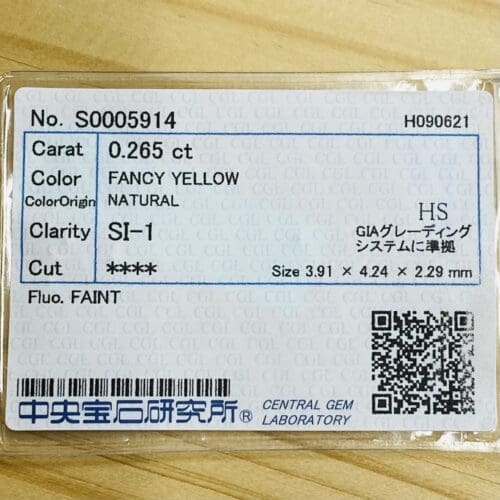 No. S0005914 H090621
Carat 0.265 ct
Color FANCY YELLOW
ColorOrigin NATURAL
Clarity SI-1
HS
GIAグレーディング
システムに準拠
Cut **** Size 3.91 × 4.24 × 2.29 mm
Fluo. FAINT
中央宝石研究所® CENTRAL GEM
LABORATORY